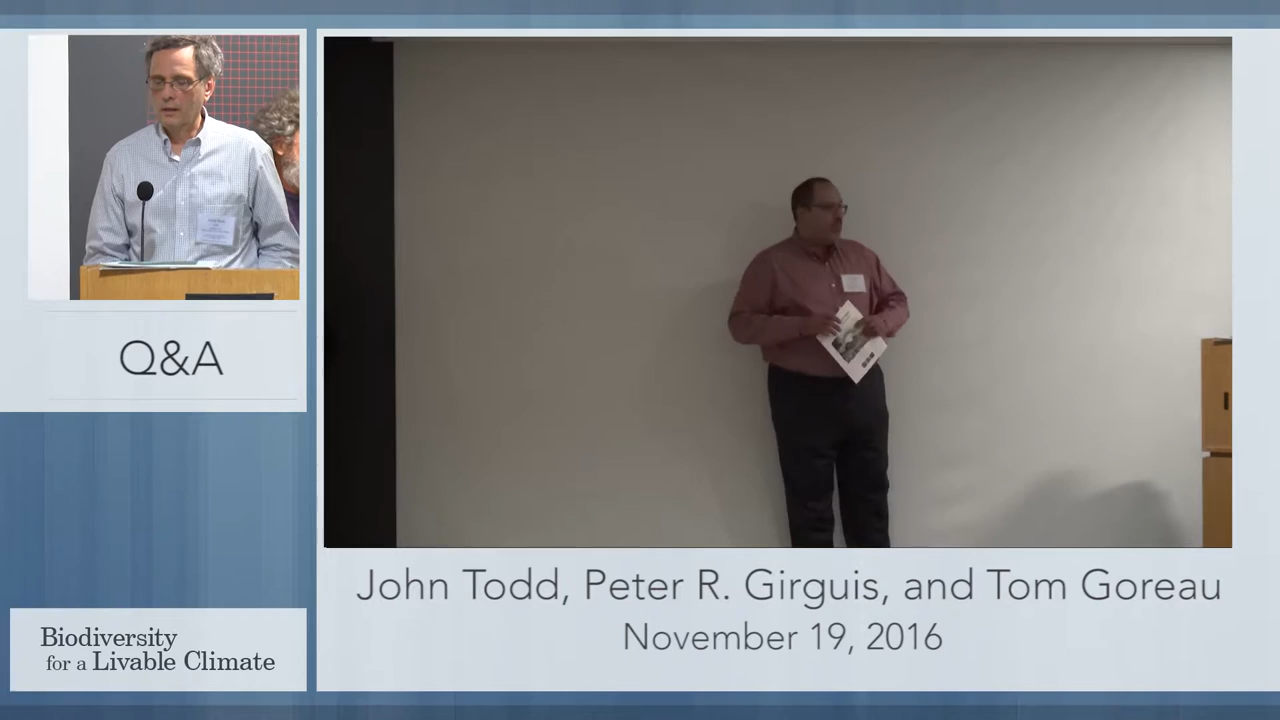 Q&A
John Todd, Peter R. Girguis, and Tom Goreau
November 19, 2016
Biodiversity
for a Livable Climate